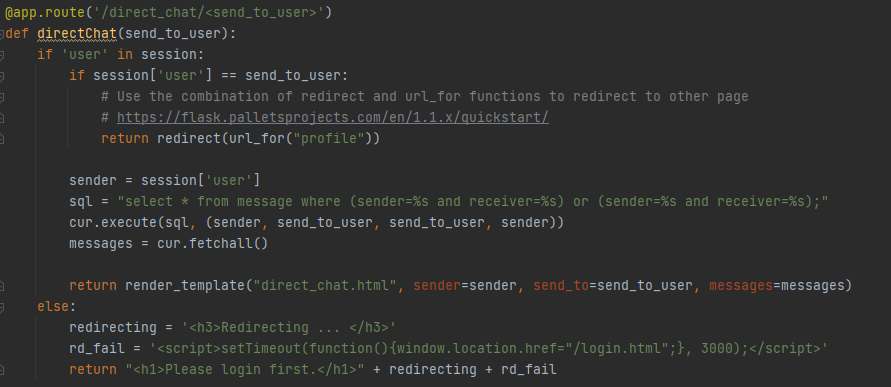 @app.route('/direct_chat/<send_to_user>')
def directChat(send_to_user):
    if 'user' in session:
        if session['user'] == send_to_user:
            # Use the combination of redirect and url_for functions to redirect to other page
            # https://flask.palletsprojects.com/en/1.1.x/quickstart/
            return redirect(url_for("profile"))

        sender = session['user']
        sql = "select * from message where (sender=%s and receiver=%s) or (sender=%s and receiver=%s);"
        cur.execute(sql, (sender, send_to_user, send_to_user, sender))
        messages = cur.fetchall()

        return render_template("direct_chat.html", sender=sender, send_to=send_to_user, messages=messages)
    else:
        redirecting = '<h3>Redirecting ... </h3>'
        rd_fail = '<script>setTimeout(function(){window.location.href="/login.html";}, 3000);</script>'
        return "<h1>Please login first.</h1>" + redirecting + rd_fail